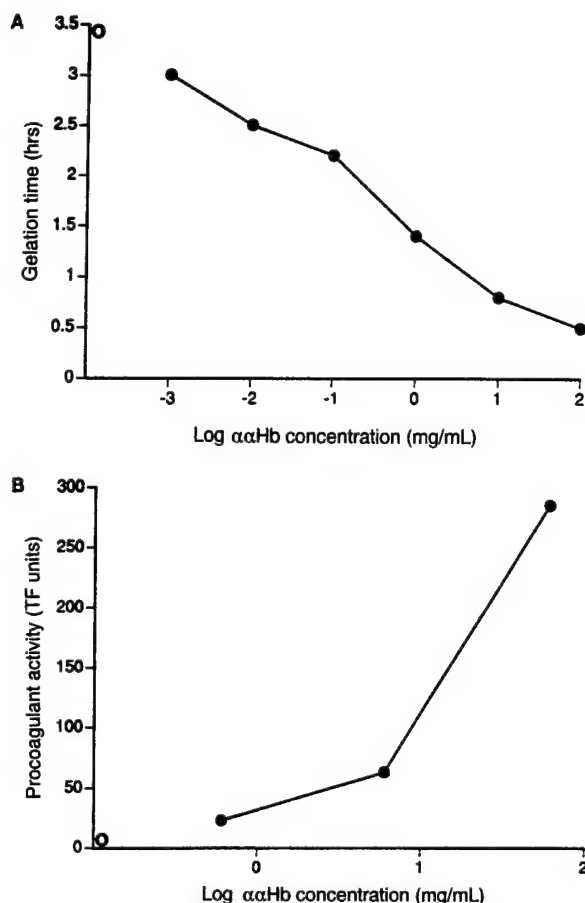 A
3.5
3
2.5
2
1.5
1
0.5
0
Gelation time (hrs)
-3 -2 -1 0 1 2
Log ααHb concentration (mg/mL)
B
300
250
200
150
100
50
0
Procoagulant activity (TF units)
0 1 2
Log ααHb concentration (mg/mL)